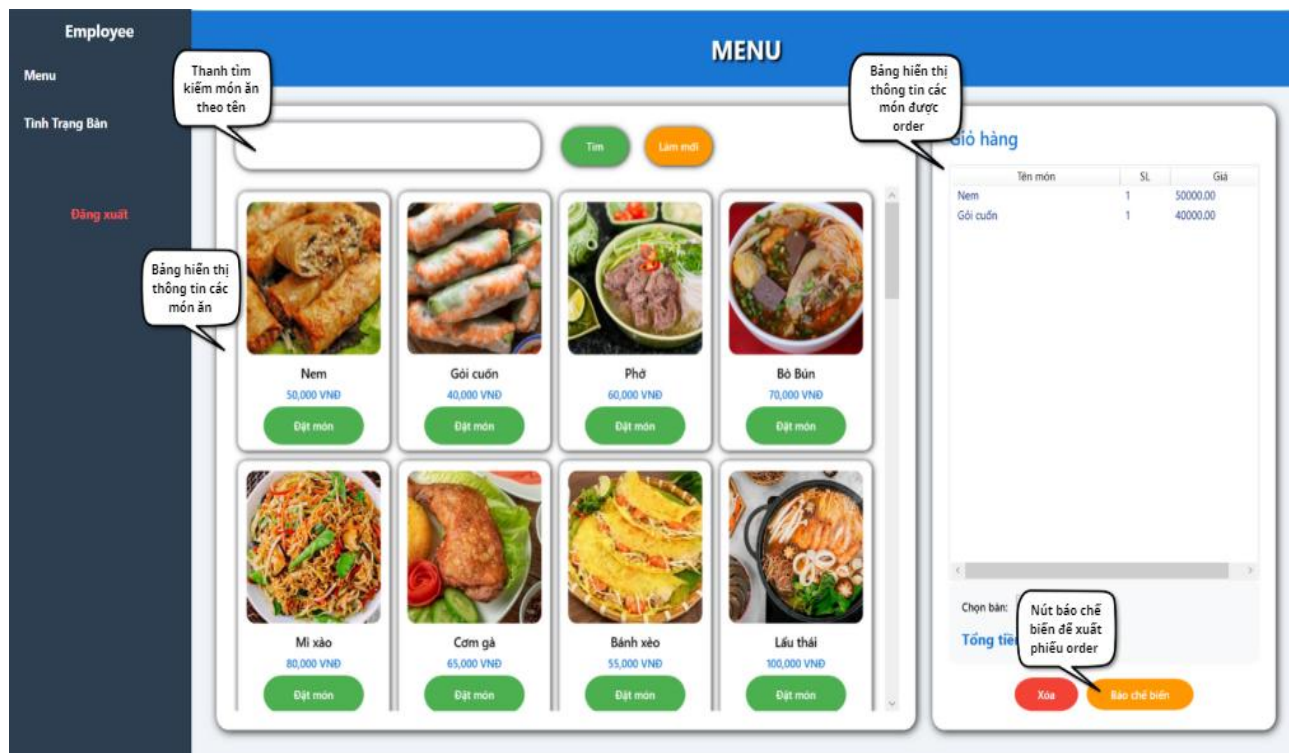 Employee
Menu
Tình Trạng Bàn
Đăng xuất
MENU
Thanh tìm
kiếm món ăn
theo tên
Tìm
Làm mới
Bảng hiển thị
thông tin các
món ăn
Nem
50,000 VNĐ
Đặt món
Gỏi cuốn
40,000 VNĐ
Đặt món
Phở
60,000 VNĐ
Đặt món
Bò Bún
70,000 VNĐ
Đặt món
Mì xào
80,000 VNĐ
Đặt món
Cơm gà
65,000 VNĐ
Đặt món
Bánh xèo
55,000 VNĐ
Đặt món
Lẩu thái
100,000 VNĐ
Đặt món
Bảng hiển thị
thông tin các
món được
order
Giỏ hàng
Tên món SL Giá
Nem 1 50000.00
Gỏi cuốn 1 40000.00
Chọn bàn:
Tổng tiền
Nút báo chế
biến để xuất
phiếu order
Xóa
Báo chế biến